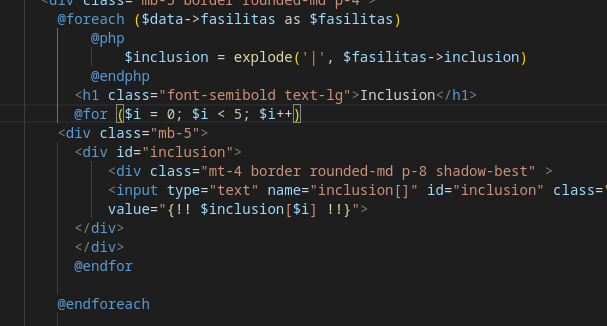 <div class="mb-5 border rounded-md p-4">
@foreach ($data->fasilitas as $fasilitas)
@php
$inclusion = explode('|', $fasilitas->inclusion)
@endphp
<h1 class="font-semibold text-lg">Inclusion</h1>
@for ($i = 0; $i < 5; $i++)
<div class="mb-5">
<div id="inclusion">
<div class="mt-4 border rounded-md p-8 shadow-best" >
<input type="text" name="inclusion[]" id="inclusion" class="
value="{!! $inclusion[$i] !!}">
</div>
</div>
@endfor
@endforeach